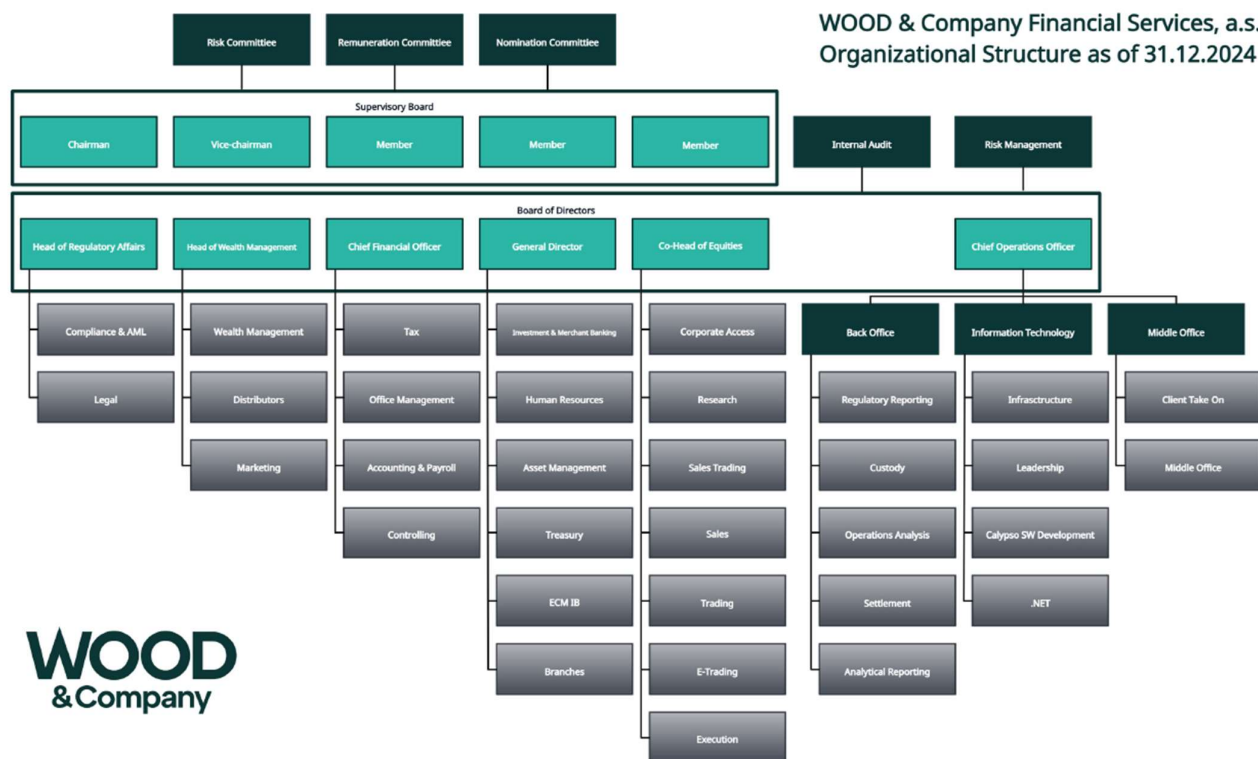 WOOD & Company Financial Services, a.s.
Organizational Structure as of 31.12.2024
Risk Committiee
Remuneration Committiee
Nomination Committiee
Supervisory Board
Chairman
Vice-chairman
Member
Member
Member
Internal Audit
Risk Management
Board of Directors
Head of Regulatory Affairs
Head of Wealth Management
Chief Financial Officer
General Director
Co-Head of Equities
Chief Operations Officer
Compliance & AML
Wealth Management
Tax
Investment & Merchant Banking
Corporate Access
Back Office
Information Technology
Middle Office
Legal
Distributors
Office Management
Human Resources
Research
Regulatory Reporting
Infrasctructure
Client Take On
Marketing
Accounting & Payroll
Asset Management
Sales Trading
Custody
Leadership
Middle Office
Controlling
Treasury
Sales
Operations Analysis
Calypso SW Development
ECM IB
Trading
Settlement
.NET
Branches
E-Trading
Analytical Reporting
Execution
WOOD
& Company